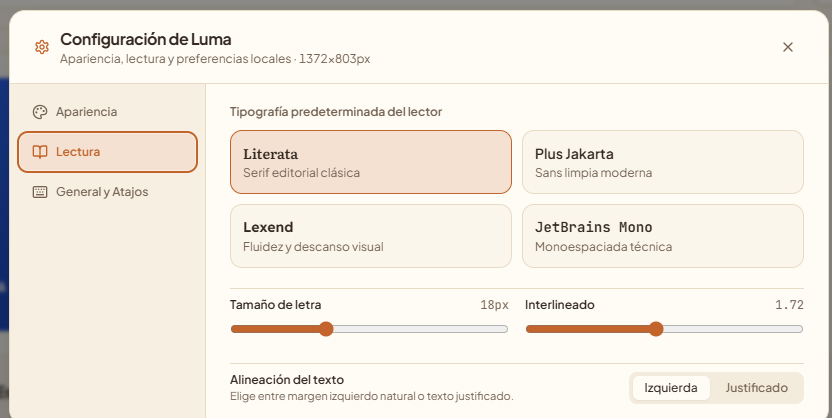 Configuración de Luma
Apariencia, lectura y preferencias locales · 1372×803px
Apariencia
Lectura
General y Atajos
Tipografía predeterminada del lector
Literata
Serif editorial clásica
Plus Jakarta
Sans limpia moderna
Lexend
Fluidez y descanso visual
JetBrains Mono
Monoespaciada técnica
Tamaño de letra 18px
Interlineado 1.72
Alineación del texto
Elige entre margen izquierdo natural o texto justificado.
Izquierda Justificado